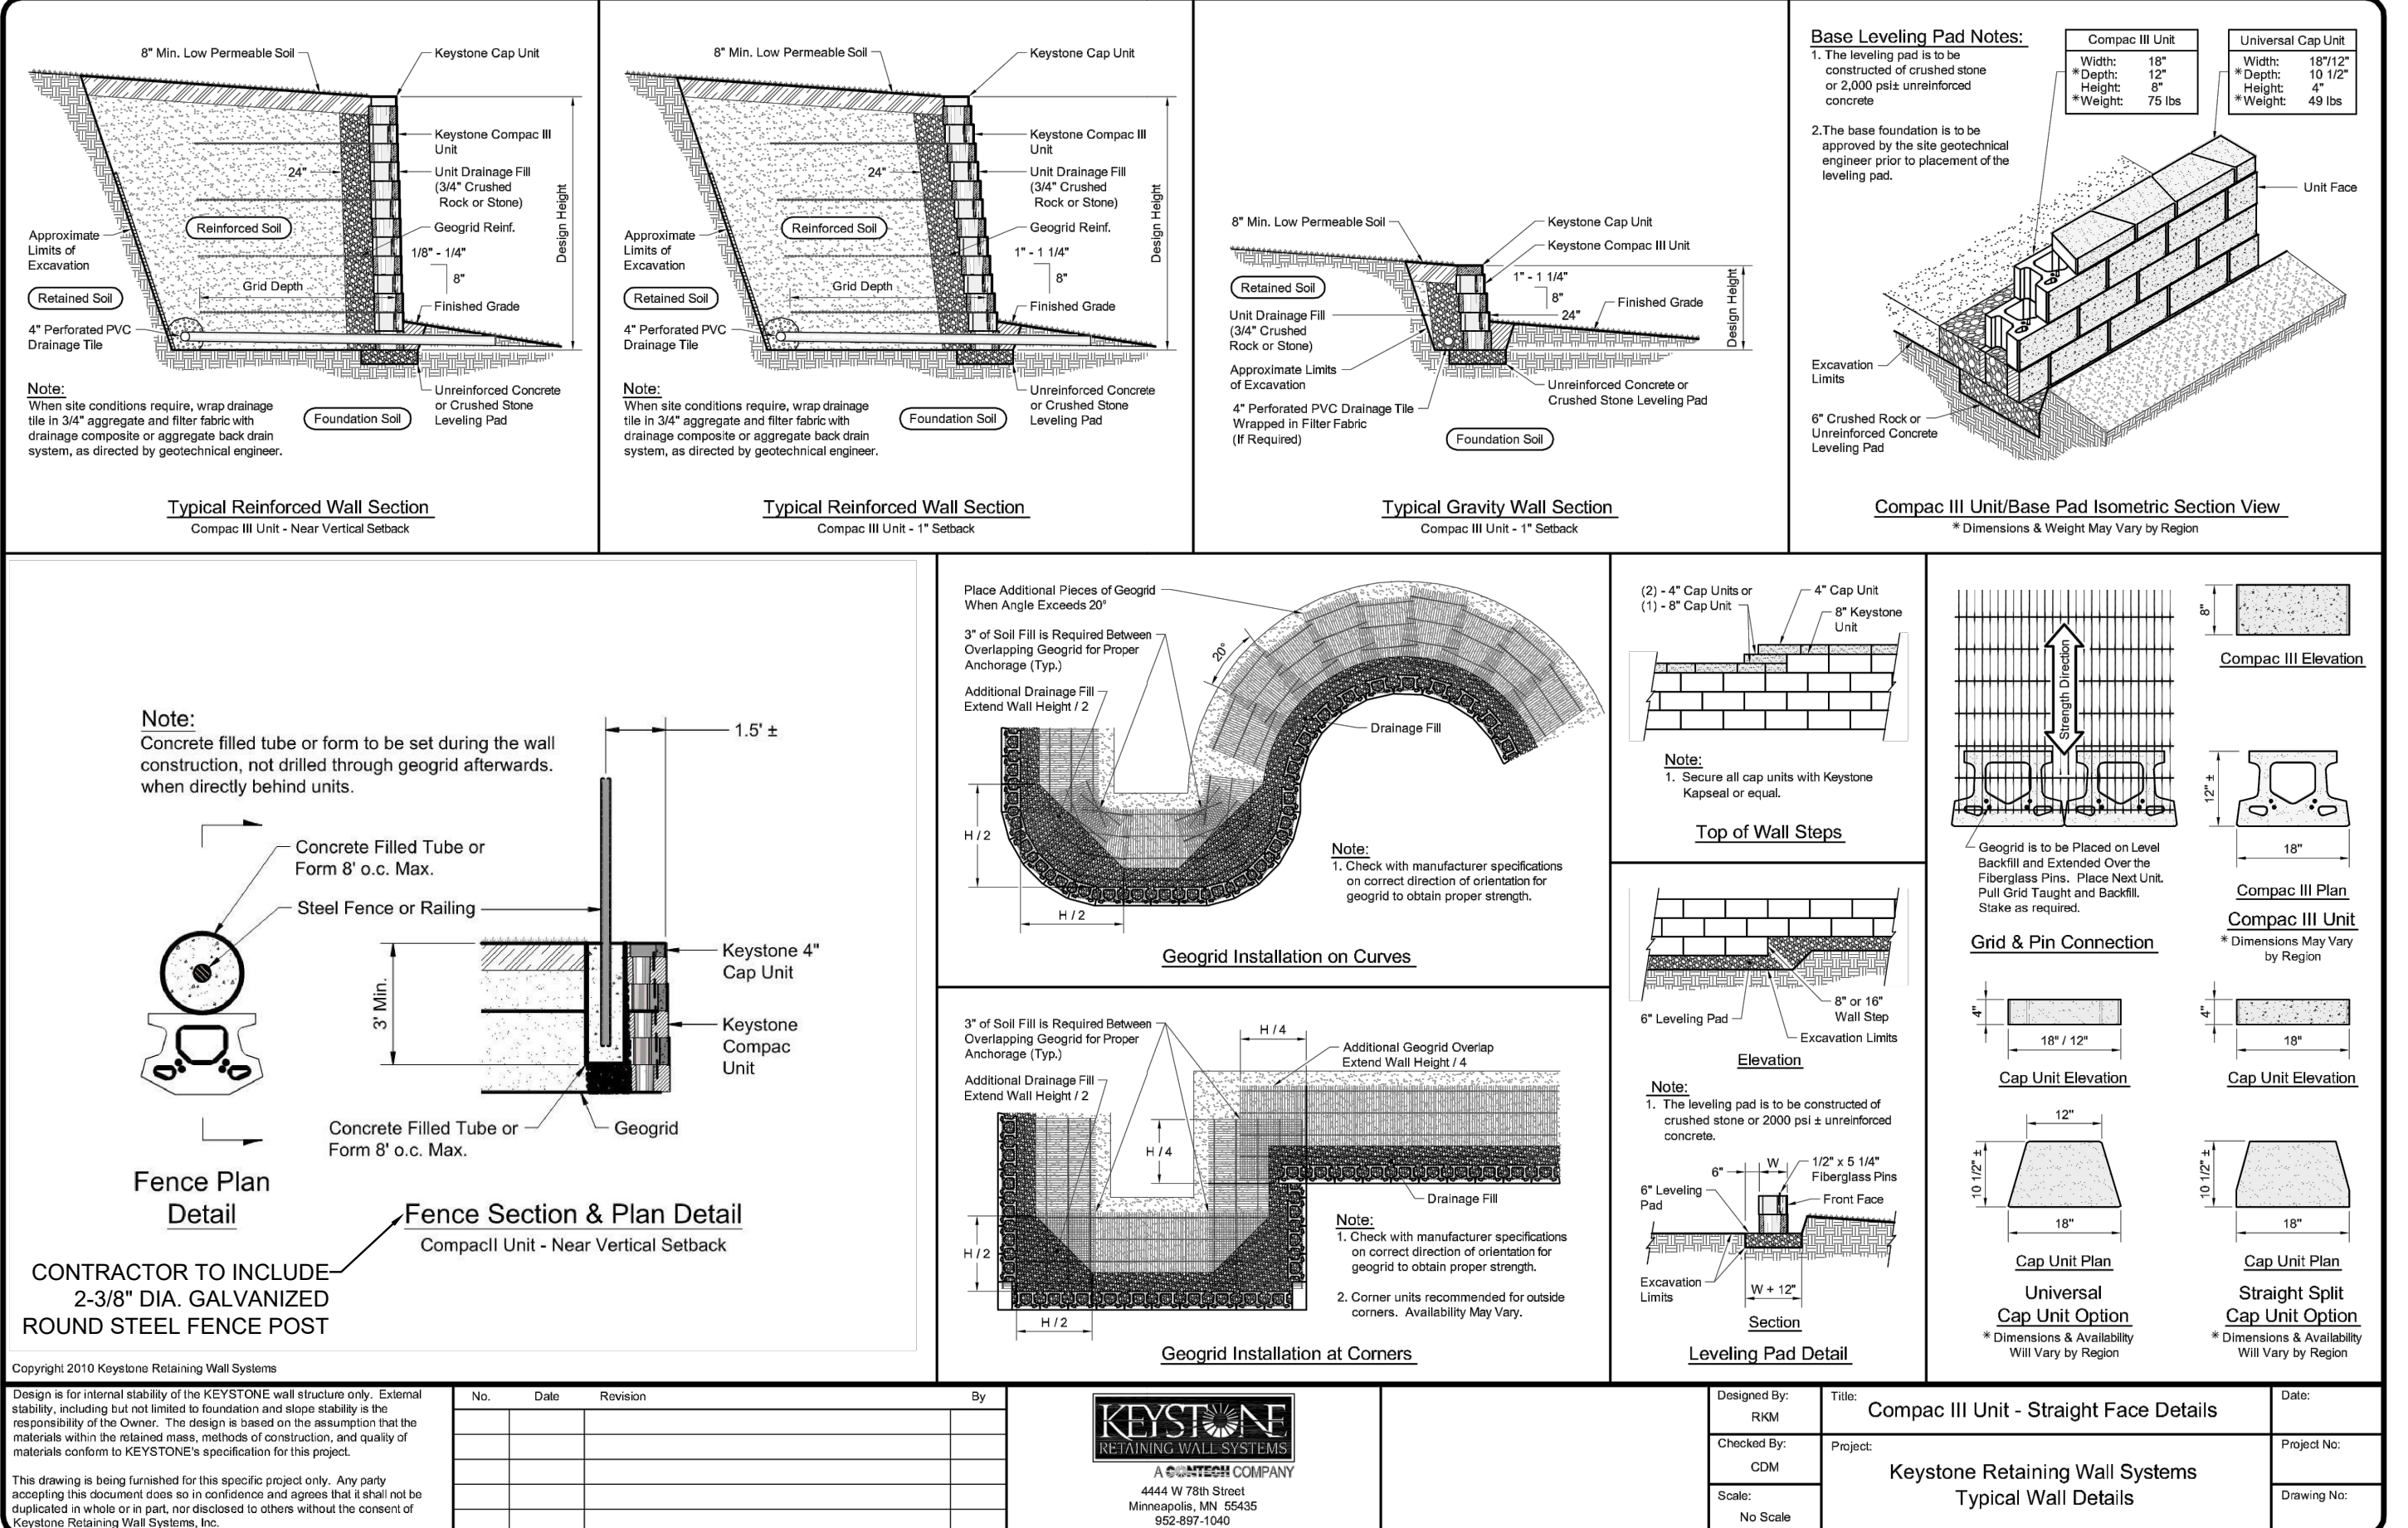 8" Min. Low Permeable Soil
Keystone Cap Unit
Keystone Compac III
Unit
24"
Unit Drainage Fill
(3/4" Crushed
Rock or Stone)
Reinforced Soil
Geogrid Reinf.
Approximate
Limits of
Excavation
1/8" - 1/4"
8"
Design Height
Grid Depth
Retained Soil
Finished Grade
4" Perforated PVC
Drainage Tile
Note:
When site conditions require, wrap drainage
tile in 3/4" aggregate and filter fabric with
drainage composite or aggregate back drain
system, as directed by geotechnical engineer.
Foundation Soil
Unreinforced Concrete
or Crushed Stone
Leveling Pad
Typical Reinforced Wall Section
Compac III Unit - Near Vertical Setback
8" Min. Low Permeable Soil
Keystone Cap Unit
Keystone Compac III
Unit
24"
Unit Drainage Fill
(3/4" Crushed
Rock or Stone)
Reinforced Soil
Geogrid Reinf.
Approximate
Limits of
Excavation
1" - 1 1/4"
8"
Design Height
Grid Depth
Retained Soil
Finished Grade
4" Perforated PVC
Drainage Tile
Note:
When site conditions require, wrap drainage
tile in 3/4" aggregate and filter fabric with
drainage composite or aggregate back drain
system, as directed by geotechnical engineer.
Foundation Soil
Unreinforced Concrete
or Crushed Stone
Leveling Pad
Typical Reinforced Wall Section
Compac III Unit - 1" Setback
8" Min. Low Permeable Soil
Keystone Cap Unit
Keystone Compac III Unit
1" - 1 1/4"
8"
Retained Soil
Finished Grade
24"
Design Height
Unit Drainage Fill
(3/4" Crushed
Rock or Stone)
Approximate Limits
of Excavation
Unreinforced Concrete or
Crushed Stone Leveling Pad
4" Perforated PVC Drainage Tile
Wrapped in Filter Fabric
(If Required)
Foundation Soil
Typical Gravity Wall Section
Compac III Unit - 1" Setback
Base Leveling Pad Notes:
1. The leveling pad is to be
constructed of crushed stone
or 2,000 psi± unreinforced
concrete
2.The base foundation is to be
approved by the site geotechnical
engineer prior to placement of the
leveling pad.
Compac III Unit
Width: 18"
*Depth: 12"
Height: 8"
*Weight: 75 lbs
Universal Cap Unit
Width: 18"/12"
*Depth: 10 1/2"
Height: 4"
*Weight: 49 lbs
Unit Face
Excavation
Limits
6" Crushed Rock or
Unreinforced Concrete
Leveling Pad
Compac III Unit/Base Pad Isometric Section View
* Dimensions & Weight May Vary by Region
Note:
Concrete filled tube or form to be set during the wall
construction, not drilled through geogrid afterwards.
when directly behind units.
1.5' ±
Concrete Filled Tube or
Form 8' o.c. Max.
Steel Fence or Railing
3' Min.
Keystone 4"
Cap Unit
Keystone
Compac
Unit
Concrete Filled Tube or
Form 8' o.c. Max.
Geogrid
Fence Plan
Detail
Fence Section & Plan Detail
CompacII Unit - Near Vertical Setback
CONTRACTOR TO INCLUDE
2-3/8" DIA. GALVANIZED
ROUND STEEL FENCE POST
Copyright 2010 Keystone Retaining Wall Systems
Place Additional Pieces of Geogrid
When Angle Exceeds 20°
3" of Soil Fill is Required Between
Overlapping Geogrid for Proper
Anchorage (Typ.)
20°
Additional Drainage Fill
Extend Wall Height / 2
Drainage Fill
H / 2
H / 2
Note:
1. Check with manufacturer specifications
on correct direction of orientation for
geogrid to obtain proper strength.
Geogrid Installation on Curves
3" of Soil Fill is Required Between
Overlapping Geogrid for Proper
Anchorage (Typ.)
H / 4
Additional Geogrid Overlap
Extend Wall Height / 4
Additional Drainage Fill
Extend Wall Height / 2
H / 4
Drainage Fill
H / 2
H / 2
Note:
1. Check with manufacturer specifications
on correct direction of orientation for
geogrid to obtain proper strength.
2. Corner units recommended for outside
corners. Availability May Vary.
Geogrid Installation at Corners
(2) - 4" Cap Units or
(1) - 8" Cap Unit
4" Cap Unit
8" Keystone
Unit
Note:
1. Secure all cap units with Keystone
Kapseal or equal.
Top of Wall Steps
6" Leveling Pad
8" or 16"
Wall Step
Excavation Limits
Elevation
Note:
1. The leveling pad is to be constructed of
crushed stone or 2000 psi ± unreinforced
concrete.
6"
W
1/2" x 5 1/4"
Fiberglass Pins
6" Leveling
Pad
Front Face
Excavation
Limits
W + 12"
Section
Leveling Pad Detail
Strength Direction
Geogrid is to be Placed on Level
Backfill and Extended Over the
Fiberglass Pins. Place Next Unit.
Pull Grid Taught and Backfill.
Stake as required.
Grid & Pin Connection
8"
Compac III Elevation
12" ±
18"
Compac III Plan
Compac III Unit
* Dimensions May Vary
by Region
4"
18" / 12"
Cap Unit Elevation
4"
18"
Cap Unit Elevation
12"
10 1/2" ±
18"
Cap Unit Plan
Universal
Cap Unit Option
* Dimensions & Availability
Will Vary by Region
10 1/2" ±
18"
Cap Unit Plan
Straight Split
Cap Unit Option
* Dimensions & Availability
Will Vary by Region
Design is for internal stability of the KEYSTONE wall structure only. External
stability, including but not limited to foundation and slope stability is the
responsibility of the Owner. The design is based on the assumption that the
materials within the retained mass, methods of construction, and quality of
materials conform to KEYSTONE's specification for this project.
This drawing is being furnished for this specific project only. Any party
accepting this document does so in confidence and agrees that it shall not be
duplicated in whole or in part, nor disclosed to others without the consent of
Keystone Retaining Wall Systems, Inc.
No. Date Revision By
KEYSTONE
RETAINING WALL SYSTEMS
A CONTECH COMPANY
4444 W 78th Street
Minneapolis, MN 55435
952-897-1040
Designed By:
RKM
Checked By:
CDM
Scale:
No Scale
Title:
Compac III Unit - Straight Face Details
Project:
Keystone Retaining Wall Systems
Typical Wall Details
Date:
Project No:
Drawing No: